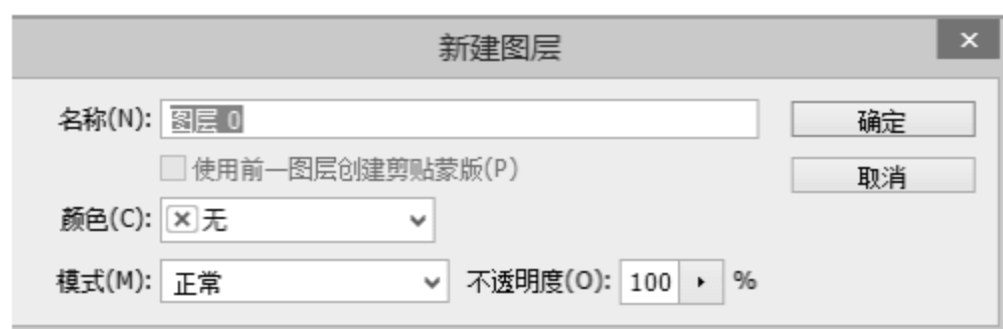 新建图层
名称(N): 图层 0 确定
使用前一图层创建剪贴蒙版(P) 取消
颜色(C): 无
模式(M): 正常 不透明度(O): 100 %